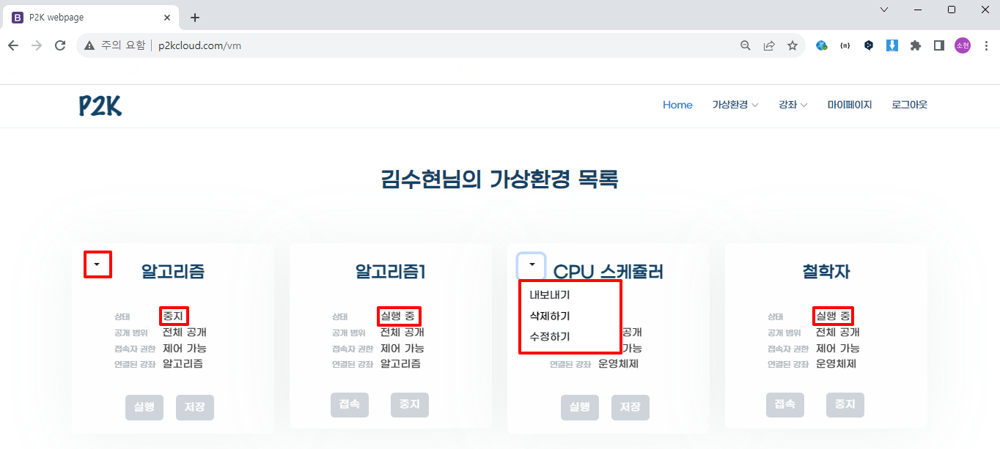 P2K webpage
주의 요함 | p2kcloud.com/vm
소현
P2K
Home 가상환경 강좌 마이페이지 로그아웃
김수현님의 가상환경 목록
알고리즘
상태 중지
공개 범위 전체 공개
접속자 권한 제어 가능
연결된 강좌 알고리즘
실행 저장
알고리즘1
상태 실행 중
공개 범위 전체 공개
접속자 권한 제어 가능
연결된 강좌 알고리즘
접속 중지
CPU 스케쥴러
내보내기
삭제하기
수정하기
공개
가능
연결된 강좌 운영체제
실행 저장
철학자
상태 실행 중
공개 범위 전체 공개
접속자 권한 제어 가능
연결된 강좌 운영체제
접속 중지